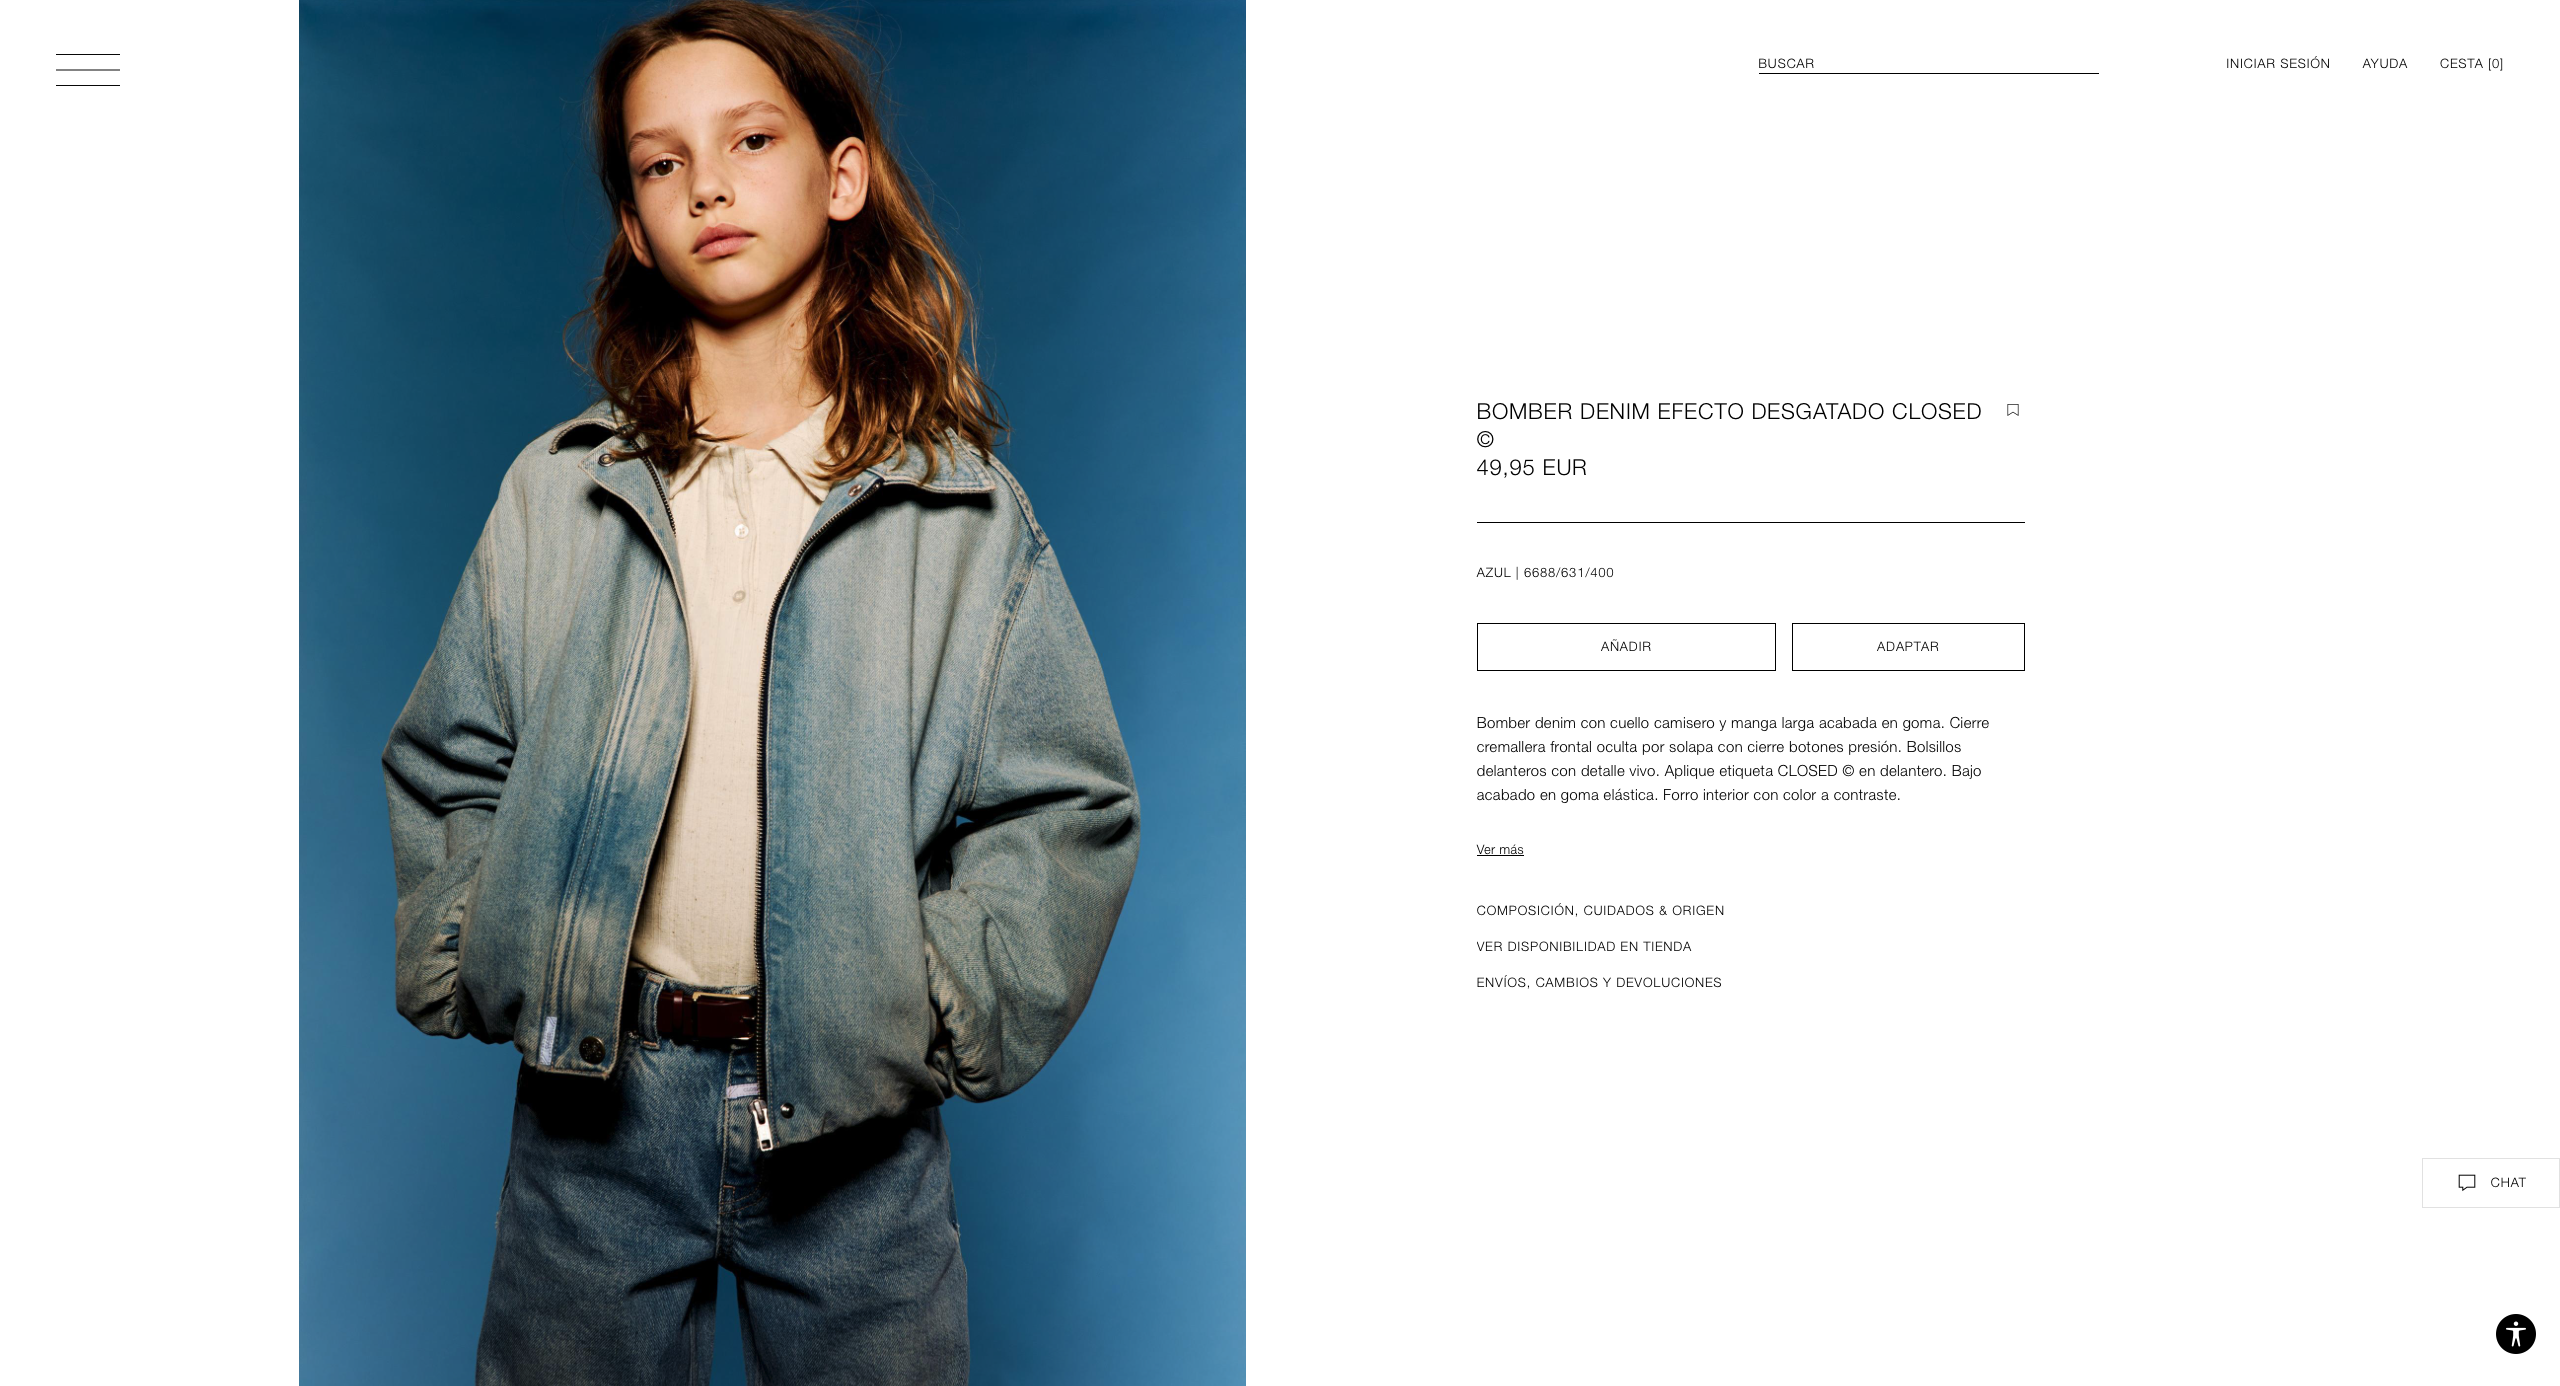 BUSCAR
INICIAR SESIÓN
AYUDA
CESTA [0]
BOMBER DENIM EFECTO DESGATADO CLOSED
©
49,95 EUR
AZUL | 6688/631/400
AÑADIR
ADAPTAR
Bomber denim con cuello camisero y manga larga acabada en goma. Cierre
cremallera frontal oculta por solapa con cierre botones presión. Bolsillos
delanteros con detalle vivo. Aplique etiqueta CLOSED © en delantero. Bajo
acabado en goma elástica. Forro interior con color a contraste.
Ver más
COMPOSICIÓN, CUIDADOS & ORIGEN
VER DISPONIBILIDAD EN TIENDA
ENVÍOS, CAMBIOS Y DEVOLUCIONES
CHAT